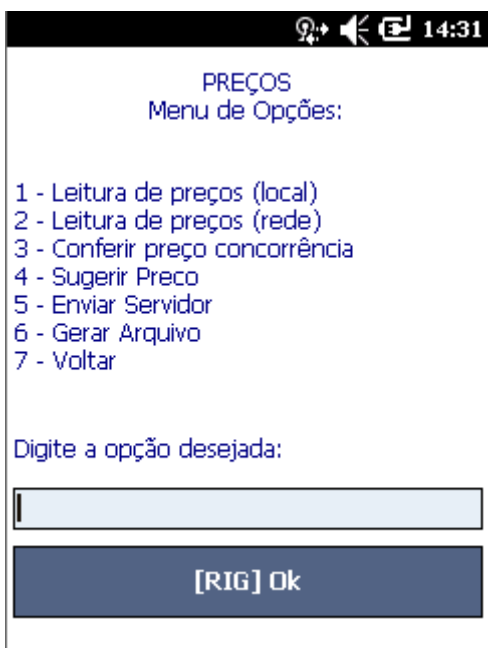 14:31
PREÇOS
Menu de Opções:
1 - Leitura de preços (local)
2 - Leitura de preços (rede)
3 - Conferir preço concorrência
4 - Sugerir Preco
5 - Enviar Servidor
6 - Gerar Arquivo
7 - Voltar
Digite a opção desejada:
[RIG] Ok